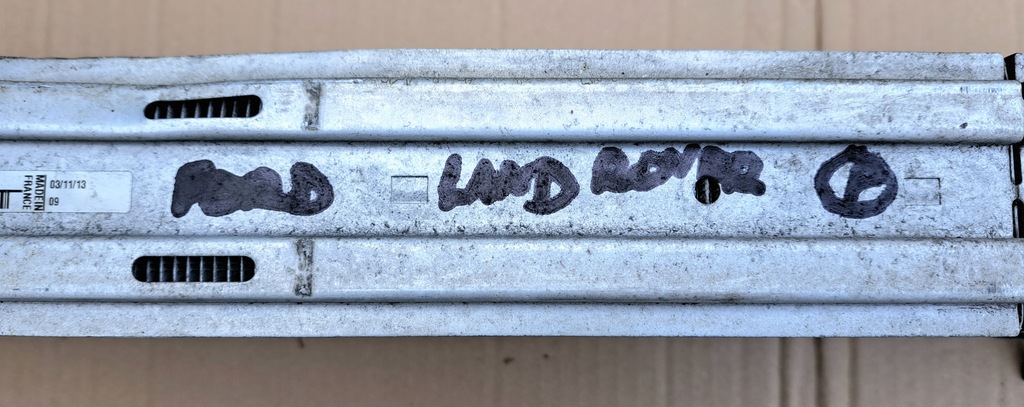 MADE IN
FRANCE
03/11/13
09
FORD LAND ROVER